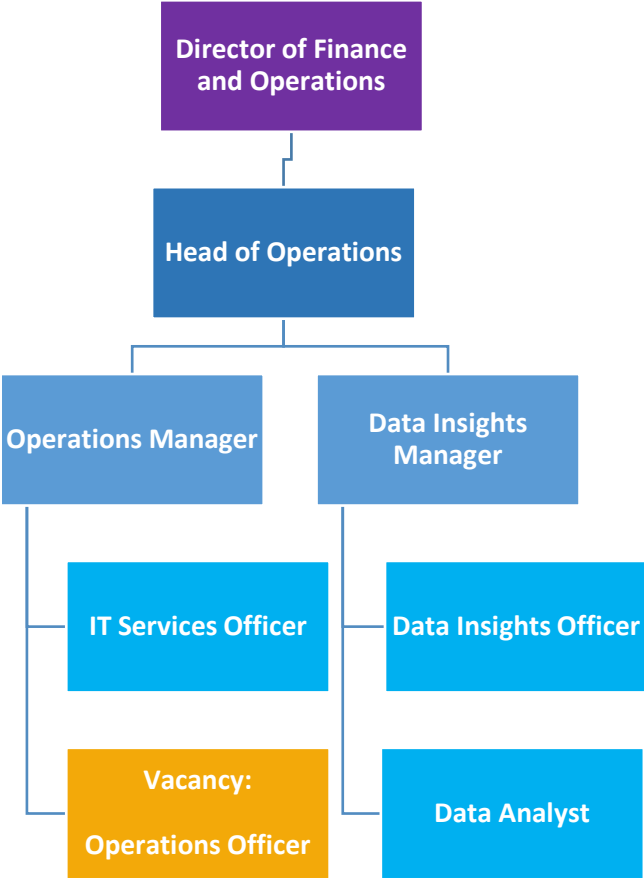 Director of Finance
and Operations
Head of Operations
Operations Manager
Data Insights
Manager
IT Services Officer
Data Insights Officer
Vacancy:
Operations Officer
Data Analyst